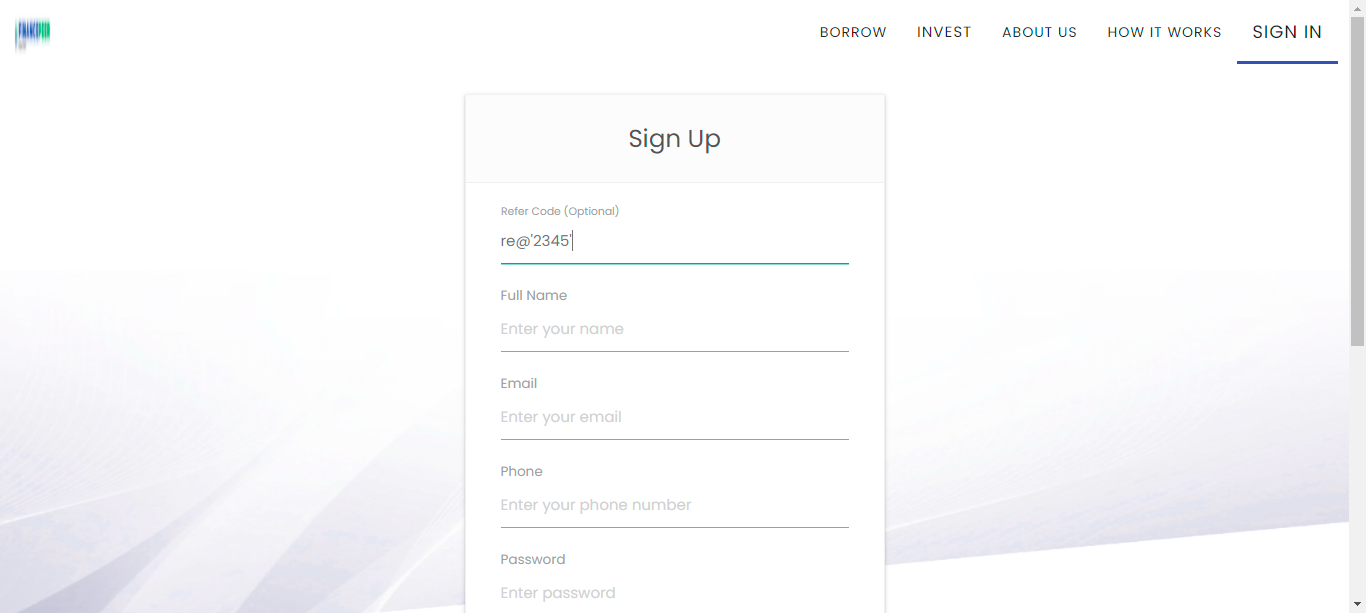 FINANCEPEER
BORROW
INVEST
ABOUT US
HOW IT WORKS
SIGN IN
Sign Up
Refer Code (Optional)
re@'2345'
Full Name
Enter your name
Email
Enter your email
Phone
Enter your phone number
Password
Enter password